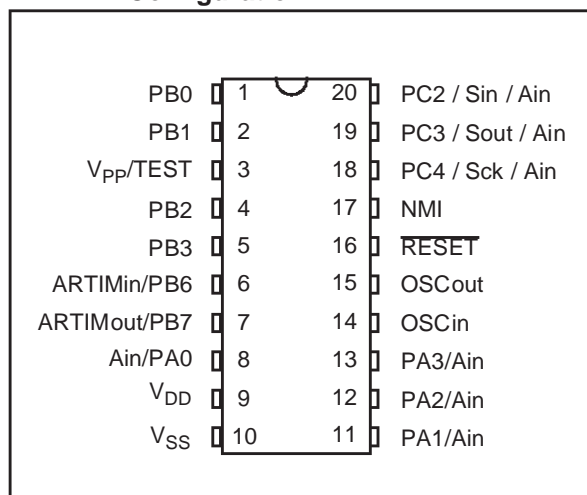 PB0 1 20 PC2 / Sin / Ain
PB1 2 19 PC3 / Sout / Ain
VPP/TEST 3 18 PC4 / Sck / Ain
PB2 4 17 NMI
PB3 5 16 RESET
ARTIMin/PB6 6 15 OSCout
ARTIMout/PB7 7 14 OSCin
Ain/PA0 8 13 PA3/Ain
VDD 9 12 PA2/Ain
VSS 10 11 PA1/Ain